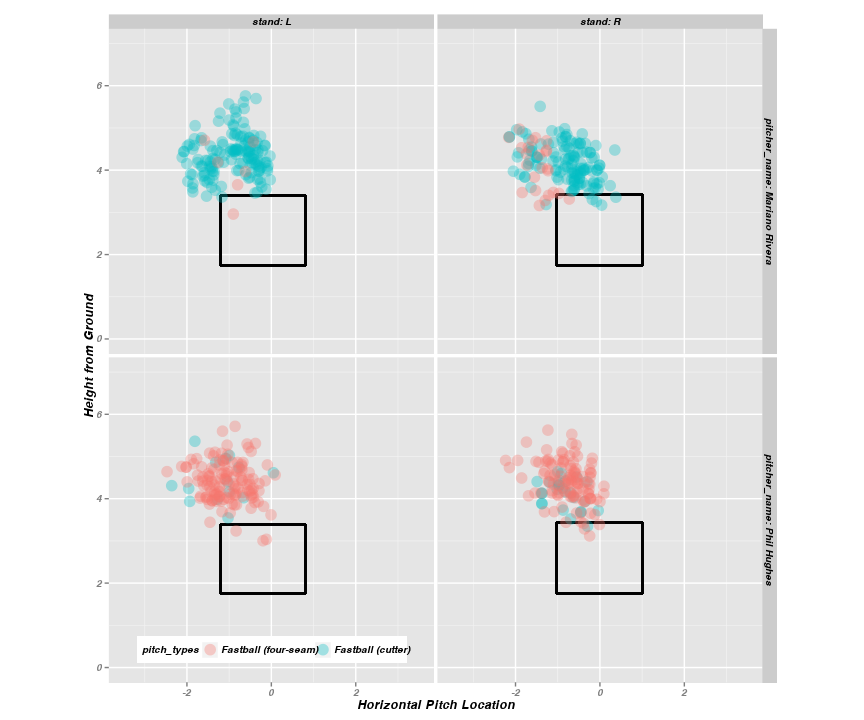 stand: L
stand: R
6
4
2
0
pitcher_name: Mariano Rivera
Height from Ground
6
4
2
0
pitcher_name: Phil Hughes
pitch_types Fastball (four-seam) Fastball (cutter)
-2 0 2 -2 0 2
Horizontal Pitch Location